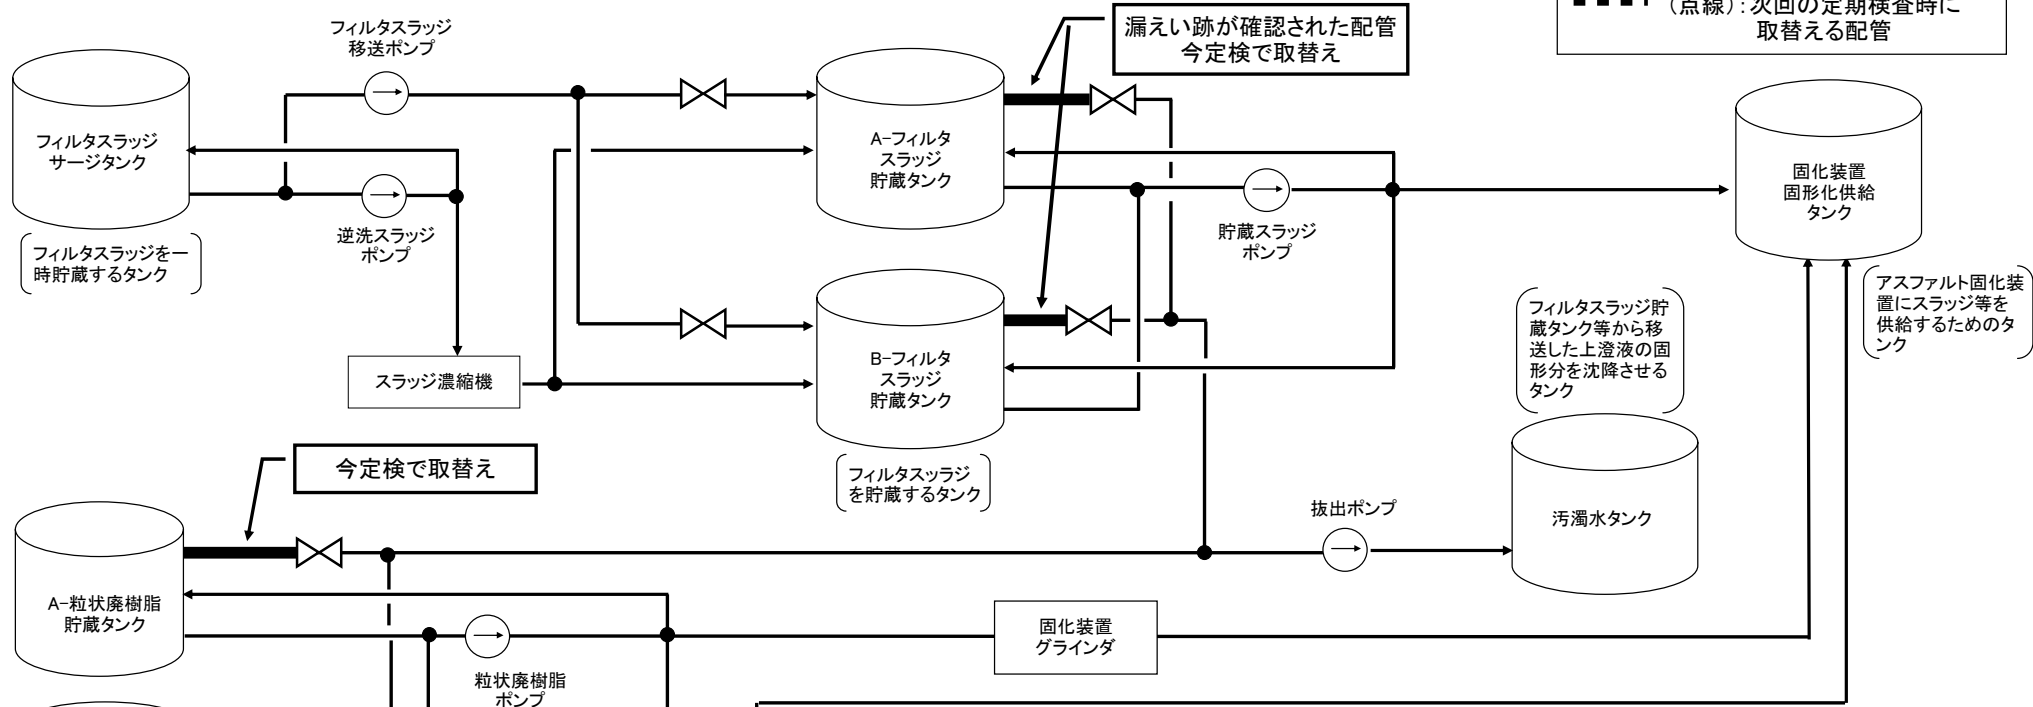 (点線):次回の定期検査時に
取替える配管
漏えい跡が確認された配管
今定検で取替え
フィルタスラッジ
移送ポンプ
フィルタスラッジ
サージタンク
フィルタスラッジを一
時貯蔵するタンク
逆洗スラッジ
ポンプ
スラッジ濃縮機
A-フィルタ
スラッジ
貯蔵タンク
B-フィルタ
スラッジ
貯蔵タンク
フィルタスッラジ
を貯蔵するタンク
貯蔵スラッジ
ポンプ
固化装置
固形化供給
タンク
アスファルト固化装
置にスラッジ等を
供給するためのタ
ンク
フィルタスラッジ貯
蔵タンク等から移
送した上澄液の固
形分を沈降させる
タンク
汚濁水タンク
抜出ポンプ
今定検で取替え
A-粒状廃樹脂
貯蔵タンク
粒状廃樹脂
ポンプ
固化装置
グラインダ